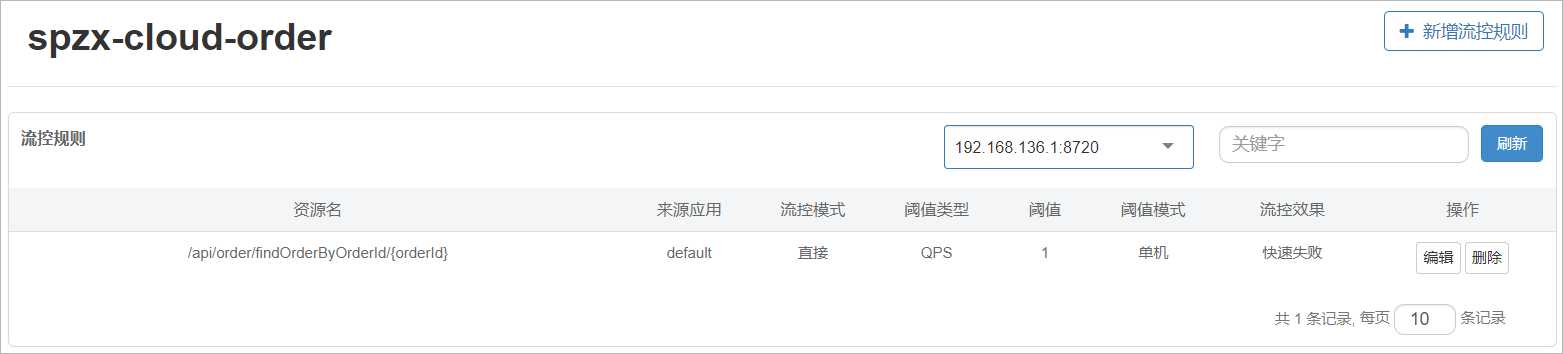 spzx-cloud-order
+ 新增流控规则
流控规则
192.168.136.1:8720
关键字
刷新
资源名 来源应用 流控模式 阈值类型 阈值 阈值模式 流控效果 操作
/api/order/findOrderByOrderId/{orderId} default 直接 QPS 1 单机 快速失败 编辑 删除
共 1 条记录, 每页 10 条记录